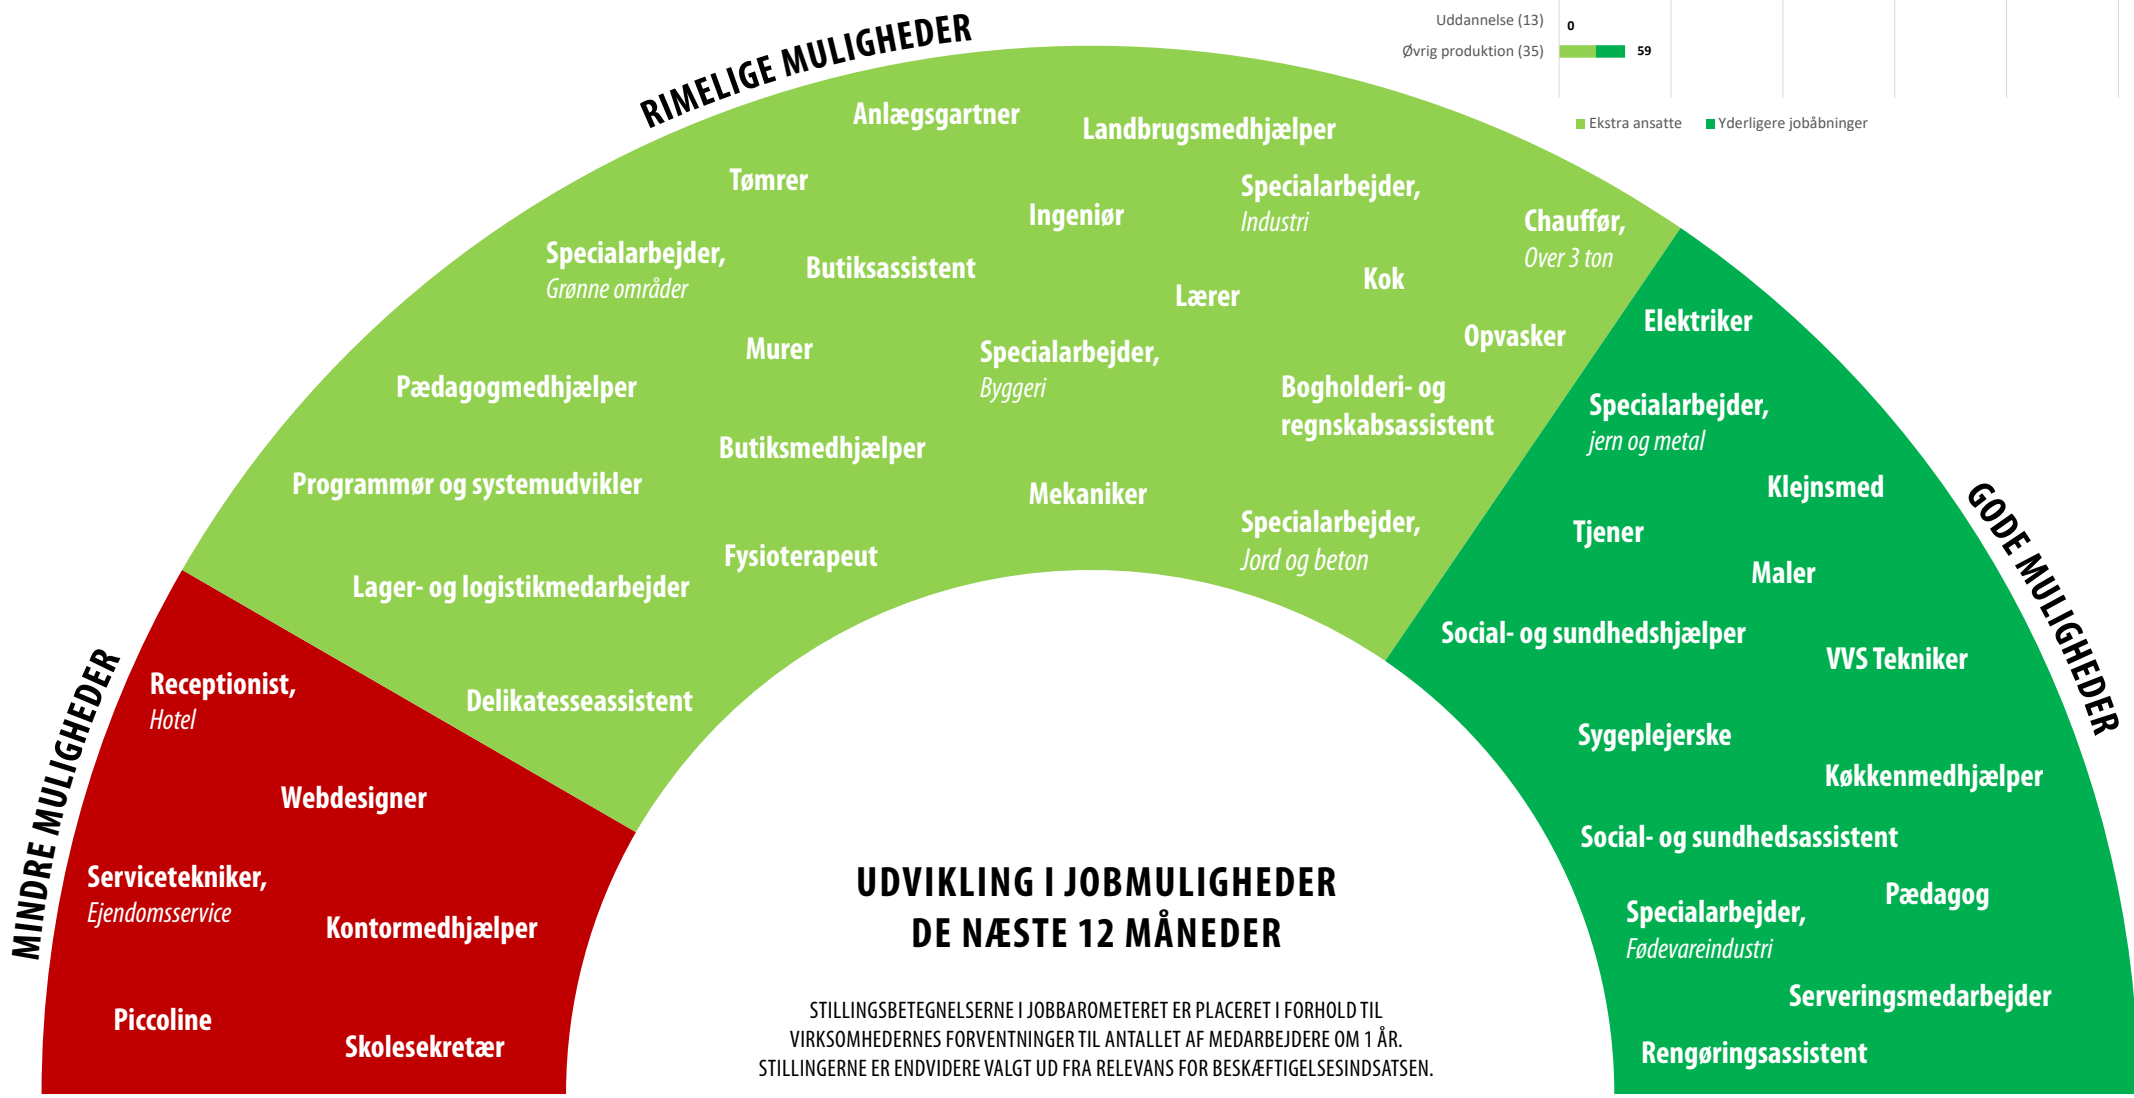 Uddannelse (13)
0
Øvrig produktion (35)
59
Ekstra ansatte
Yderligere jobåbninger
RIMELIGE MULIGHEDER
Anlægsgartner
Landbrugsmedhjælper
Tømrer
Specialarbejder,
Industri
Ingeniør
Chauffør,
Over 3 ton
Specialarbejder,
Grønne områder
Butiksassistent
Kok
Lærer
Opvasker
Murer
Specialarbejder,
Byggeri
Pædagogmedhjælper
Bogholderi- og
regnskabsassistent
Butiksmedhjælper
Programmør og systemudvikler
Mekaniker
Specialarbejder,
Jord og beton
Fysioterapeut
Lager- og logistikmedarbejder
Delikatesseassistent
GODE MULIGHEDER
Elektriker
Specialarbejder,
jern og metal
Klejnsmed
Tjener
Maler
Social- og sundhedshjælper
VVS Tekniker
Sygeplejerske
Køkkenmedhjælper
Social- og sundhedsassistent
Pædagog
Specialarbejder,
Fødevareindustri
Serveringsmedarbejder
Rengøringsassistent
MINDRE MULIGHEDER
Receptionist,
Hotel
Webdesigner
Servicetekniker,
Ejendomsservice
Kontormedhjælper
Piccoline
Skolesekretær
UDVIKLING I JOBMULIGHEDER
DE NÆSTE 12 MÅNEDER
STILLINGSBETEGNELSERNE I JOBBAROMETERET ER PLACERET I FORHOLD TIL
VIRKSOMHEDERNES FORVENTNINGER TIL ANTALLET AF MEDARBEJDERE OM 1 ÅR.
STILLINGERNE ER ENDVIDERE VALGT UD FRA RELEVANS FOR BESKÆFTIGELSESINDSATSEN.